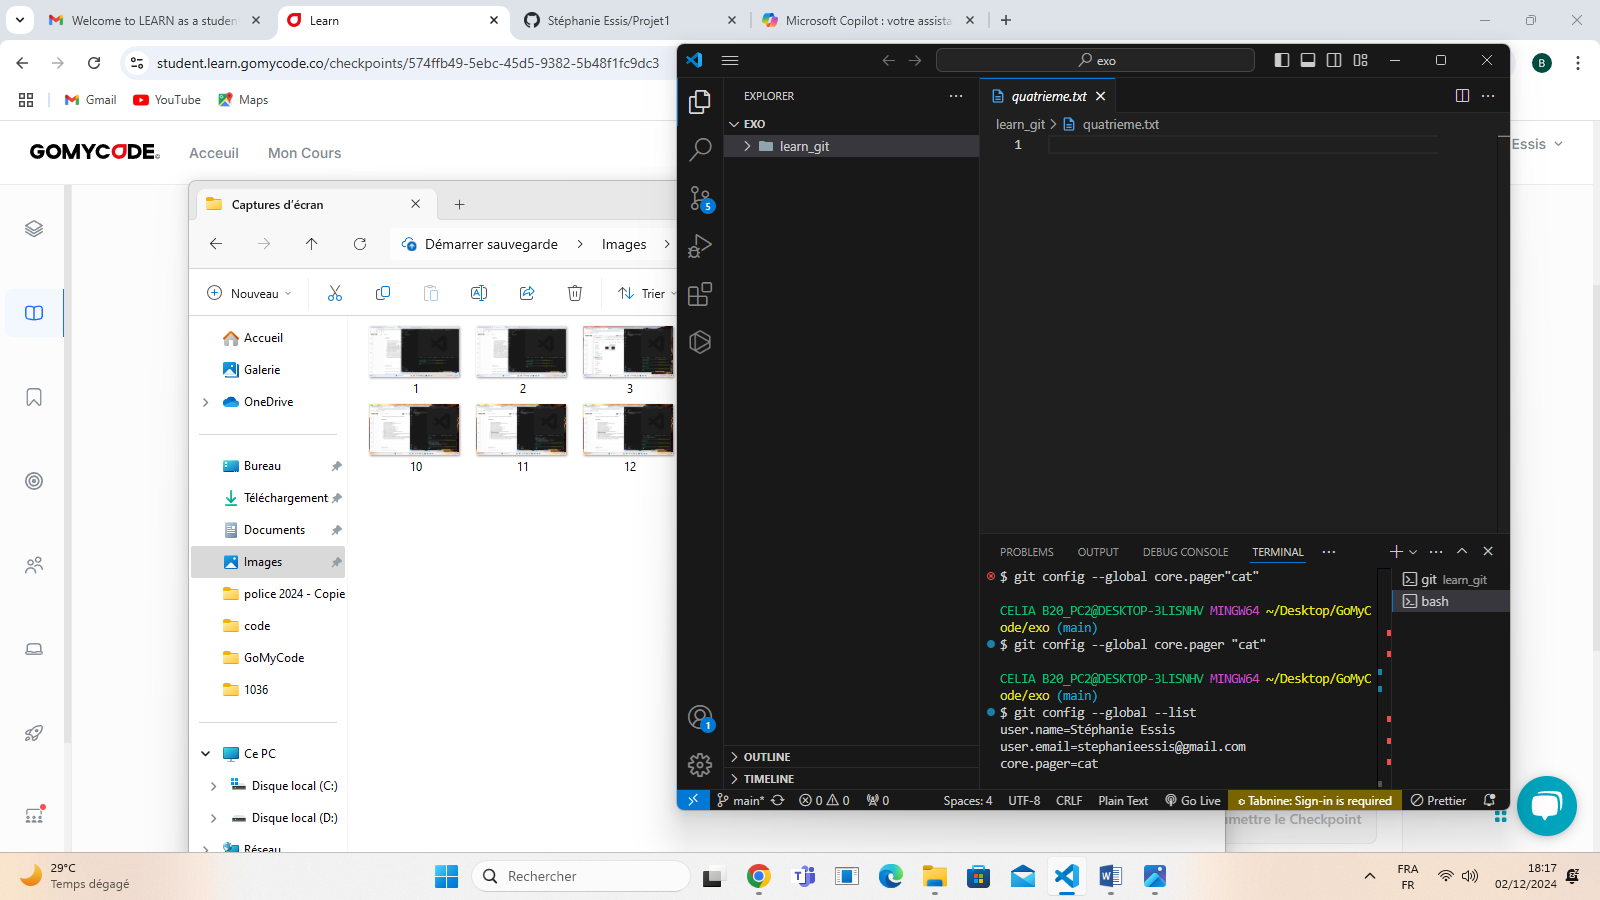 Welcome to LEARN as a studen
Learn
Stéphanie Essis/Projet1
Microsoft Copilot : votre assista
student.learn.gomycode.co/checkpoints/574ffb49-5ebc-45d5-9382-5b48f1fc9dc3
B
Gmail
YouTube
Maps
GOMYCODE
Acceuil
Mon Cours
Essis
Captures d'écran
Démarrer sauvegarde
Images
Nouveau
Trier
Accueil
Galerie
OneDrive
Bureau
Téléchargement
Documents
Images
police 2024 - Copie
code
GoMyCode
1036
Ce PC
Disque local (C:)
Disque local (D:)
Réseau
1
2
3
10
11
12
exo
EXPLORER
EXO
learn_git
5
1
OUTLINE
TIMELINE
quatrieme.txt
learn_git > quatrieme.txt
1
PROBLEMS
OUTPUT
DEBUG CONSOLE
TERMINAL
$ git config --global core.pager"cat"
CELIA B20_PC2@DESKTOP-3LISNHV MINGW64 ~/Desktop/GoMyC
ode/exo (main)
$ git config --global core.pager "cat"
CELIA B20_PC2@DESKTOP-3LISNHV MINGW64 ~/Desktop/GoMyC
ode/exo (main)
$ git config --global --list
user.name=Stéphanie Essis
user.email=stephanieessis@gmail.com
core.pager=cat
git learn_git
bash
main*
0
0
0
Spaces: 4
UTF-8
CRLF
Plain Text
Go Live
Tabnine: Sign-in is required
Prettier
umettre le Checkpoint
29°C
Temps dégagé
Rechercher
FRA
FR
18:17
02/12/2024